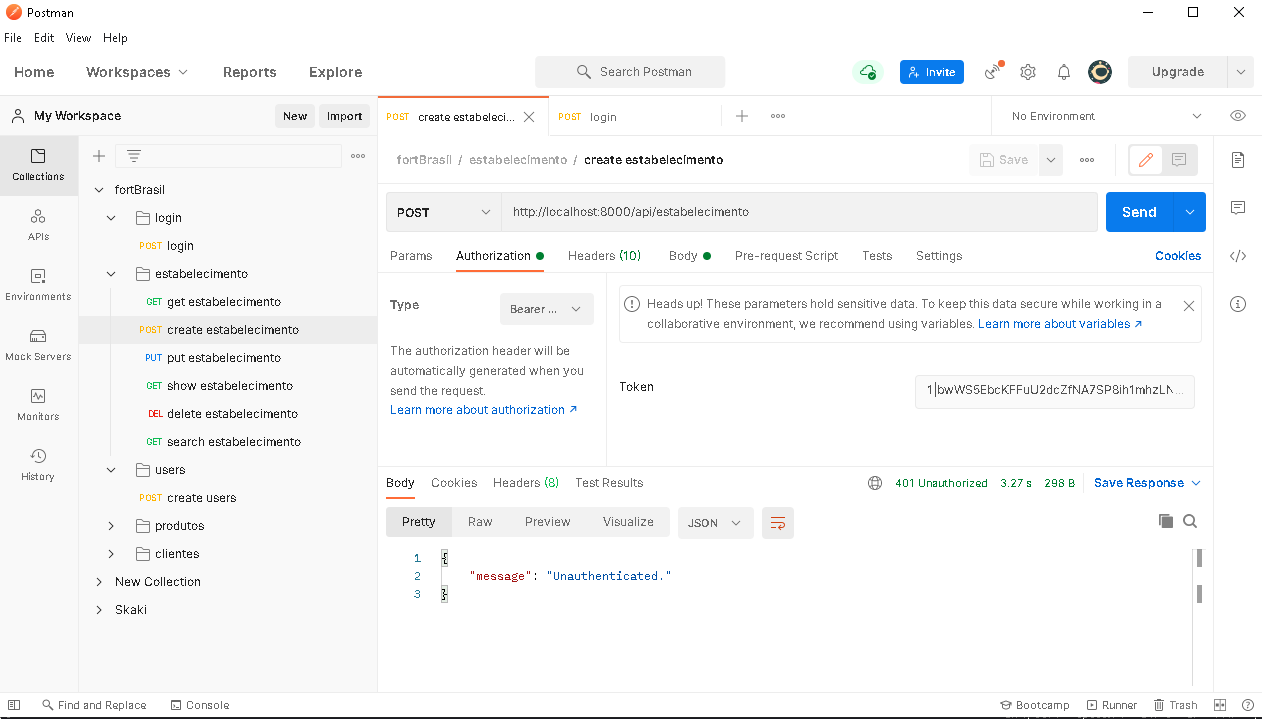 Postman
File Edit View Help
Home Workspaces Reports Explore Search Postman Invite Upgrade
My Workspace New Import
POST create estabeleci... POST login No Environment
Collections
APIs
Environments
Mock Servers
Monitors
History
fortBrasil
login
POST login
estabelecimento
GET get estabelecimento
POST create estabelecimento
PUT put estabelecimento
GET show estabelecimento
DEL delete estabelecimento
GET search estabelecimento
users
POST create users
produtos
clientes
New Collection
Skaki
fortBrasil / estabelecimento / create estabelecimento Save
POST http://localhost:8000/api/estabelecimento Send
Params Authorization Headers (10) Body Pre-request Script Tests Settings Cookies
Type Bearer ...
The authorization header will be
automatically generated when you
send the request.
Learn more about authorization ↗
Heads up! These parameters hold sensitive data. To keep this data secure while working in a
collaborative environment, we recommend using variables. Learn more about variables ↗
Token 1|bwWS5EbcKFFuU2dcZfNA7SP8ih1mhzLN...
Body Cookies Headers (8) Test Results 401 Unauthorized 3.27 s 298 B Save Response
Pretty Raw Preview Visualize JSON
1 {
2 "message": "Unauthenticated."
3 }
Find and Replace Console Bootcamp Runner Trash